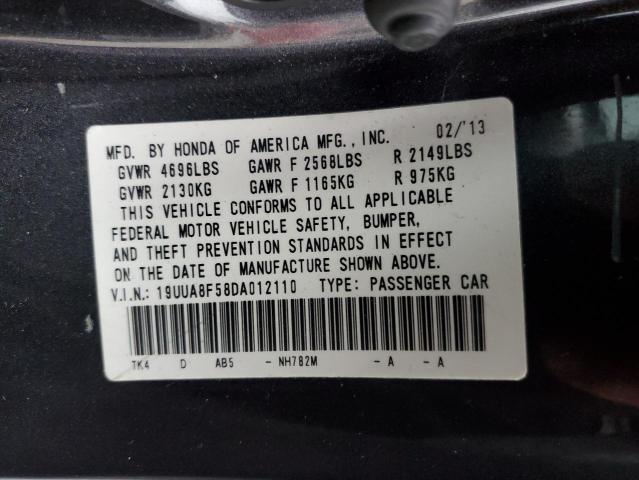 MFD. BY HONDA OF AMERICA MFG., INC. 02/'13
GVWR 4696LBS GAWR F 2568LBS R 2149LBS
GVWR 2130KG GAWR F 1165KG R 975KG
THIS VEHICLE CONFORMS TO ALL APPLICABLE
FEDERAL MOTOR VEHICLE SAFETY, BUMPER,
AND THEFT PREVENTION STANDARDS IN EFFECT
ON THE DATE OF MANUFACTURE SHOWN ABOVE.
V.I.N.: 19UUA8F58DA012110 TYPE: PASSENGER CAR
TK4 D AB5 - NH782M - A - A